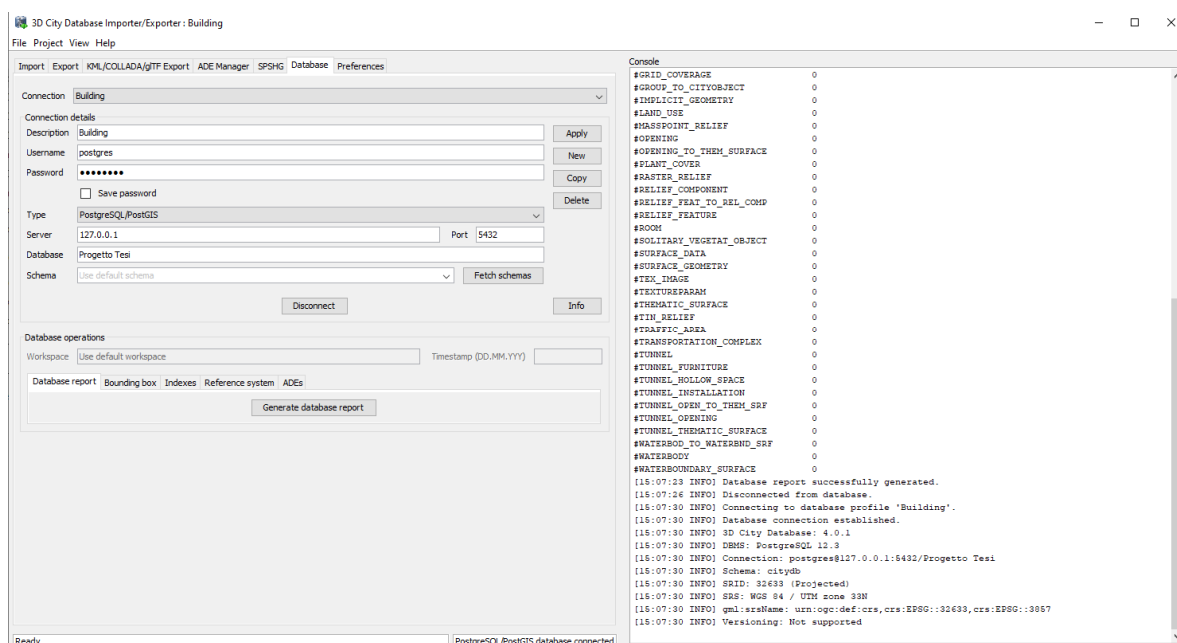 3D City Database Importer/Exporter : Building
File Project View Help
Import Export KML/COLLADA/glTF Export ADE Manager SPSHG Database Preferences
Connection Building
Connection details
Description Building Apply
Username postgres New
Password ●●●●●●●● Copy
Save password Delete
Type PostgreSQL/PostGIS
Server 127.0.0.1 Port 5432
Database Progetto Tesi
Schema Use default schema Fetch schemas
Disconnect Info
Database operations
Workspace Use default workspace Timestamp (DD.MM.YYY)
Database report Bounding box Indexes Reference system ADEs
Generate database report
Ready PostgreSQL/PostGIS database connected
Console
#GRID_COVERAGE 0
#GROUP_TO_CITYOBJECT 0
#IMPLICIT_GEOMETRY 0
#LAND_USE 0
#MASSPOINT_RELIEF 0
#OPENING 0
#OPENING_TO_THEM_SURFACE 0
#PLANT_COVER 0
#RASTER_RELIEF 0
#RELIEF_COMPONENT 0
#RELIEF_FEAT_TO_REL_COMP 0
#RELIEF_FEATURE 0
#ROOM 0
#SOLITARY_VEGETAT_OBJECT 0
#SURFACE_DATA 0
#SURFACE_GEOMETRY 0
#TEX_IMAGE 0
#TEXTUREPARAM 0
#THEMATIC_SURFACE 0
#TIN_RELIEF 0
#TRAFFIC_AREA 0
#TRANSPORTATION_COMPLEX 0
#TUNNEL 0
#TUNNEL_FURNITURE 0
#TUNNEL_HOLLOW_SPACE 0
#TUNNEL_INSTALLATION 0
#TUNNEL_OPEN_TO_THEM_SRF 0
#TUNNEL_OPENING 0
#TUNNEL_THEMATIC_SURFACE 0
#WATERBOD_TO_WATERBND_SRF 0
#WATERBODY 0
#WATERBOUNDARY_SURFACE 0
[15:07:23 INFO] Database report successfully generated.
[15:07:26 INFO] Disconnected from database.
[15:07:30 INFO] Connecting to database profile 'Building'.
[15:07:30 INFO] Database connection established.
[15:07:30 INFO] 3D City Database: 4.0.1
[15:07:30 INFO] DBMS: PostgreSQL 12.3
[15:07:30 INFO] Connection: postgres@127.0.0.1:5432/Progetto Tesi
[15:07:30 INFO] Schema: citydb
[15:07:30 INFO] SRID: 32633 (Projected)
[15:07:30 INFO] SRS: WGS 84 / UTM zone 33N
[15:07:30 INFO] gml:srsName: urn:ogc:def:crs,crs:EPSG::32633,crs:EPSG::3857
[15:07:30 INFO] Versioning: Not supported